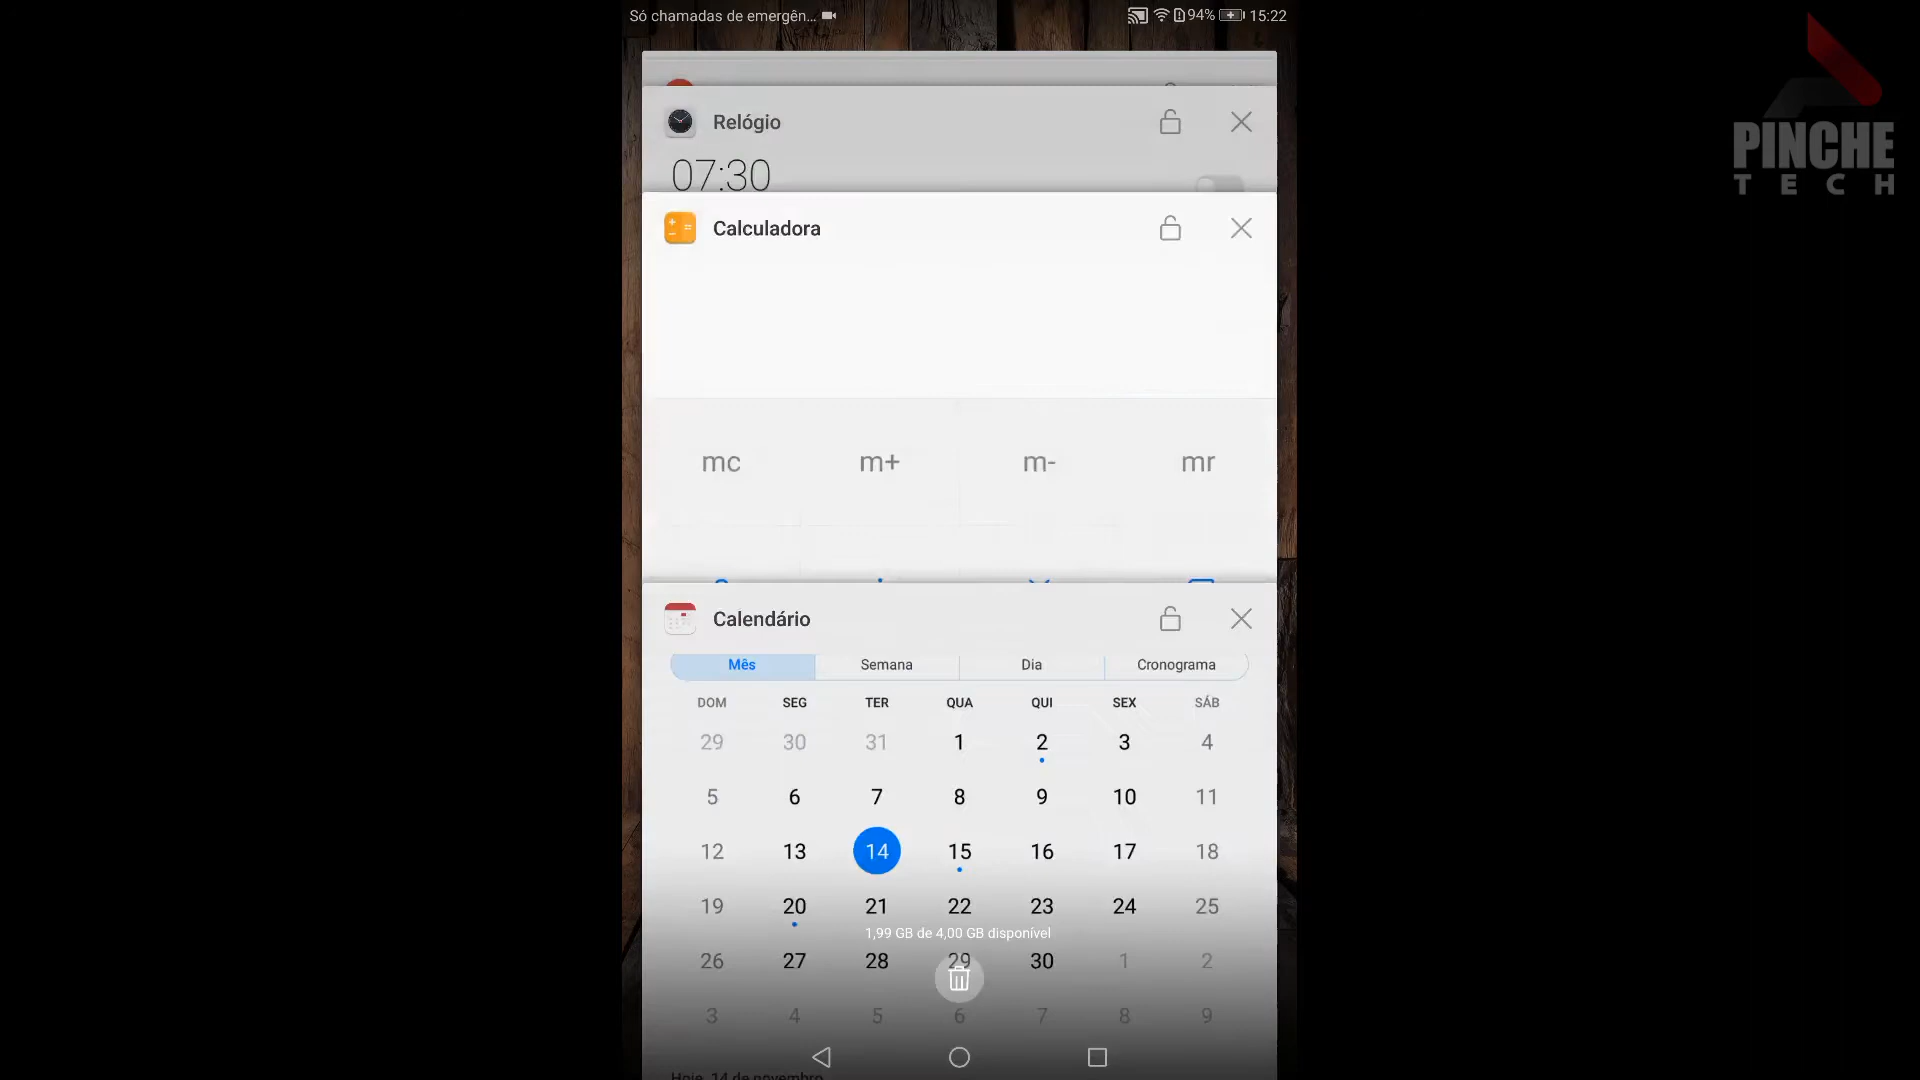 Só chamadas de emergên... 94% 15:22
PINCHE
TECH
Relógio
07:30
Calculadora
mc m+ m- mr
Calendário
Mês Semana Dia Cronograma
DOM SEG TER QUA QUI SEX SÁB
29 30 31 1 2 3 4
5 6 7 8 9 10 11
12 13 14 15 16 17 18
19 20 21 22 23 24 25
1,99 GB de 4,00 GB disponível
26 27 28 29 30 1 2
3 4 5 6 7 8 9
Hoje, 14 de novembro